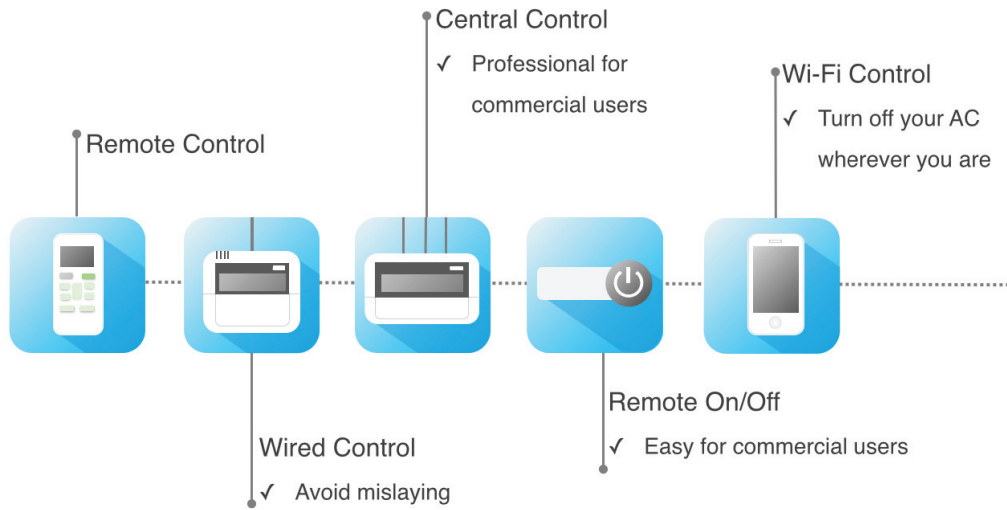 Central Control
✓ Professional for
commercial users
Wi-Fi Control
✓ Turn off your AC
wherever you are
Remote Control
Remote On/Off
✓ Easy for commercial users
Wired Control
✓ Avoid mislaying